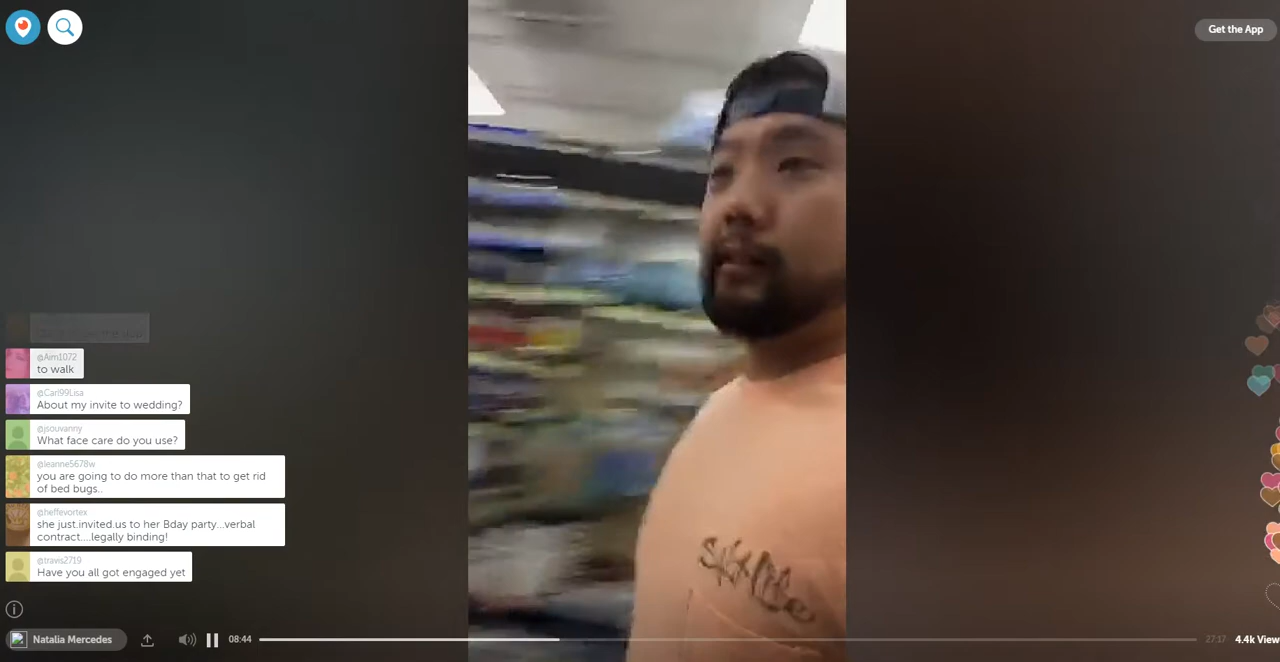 Get the App
@Aim1072
to walk
@Carl99Lisa
About my invite to wedding?
@jsouvanny
What face care do you use?
@leanne5678w
you are going to do more than that to get rid
of bed bugs..
@heffevortex
she just.invited.us to her Bday party...verbal
contract....legally binding!
@travis2719
Have you all got engaged yet
Natalia Mercedes
08:44
27:17
4.4k View